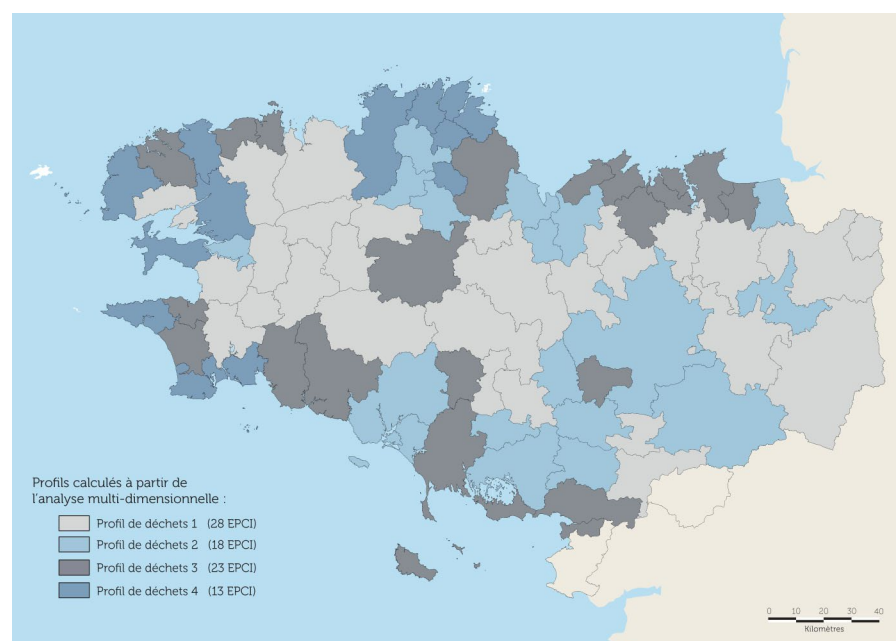 Profils calculés à partir de
l'analyse multi-dimensionnelle :
Profil de déchets 1 (28 EPCI)
Profil de déchets 2 (18 EPCI)
Profil de déchets 3 (23 EPCI)
Profil de déchets 4 (13 EPCI)
0 10 20 30 40
Kilomètres